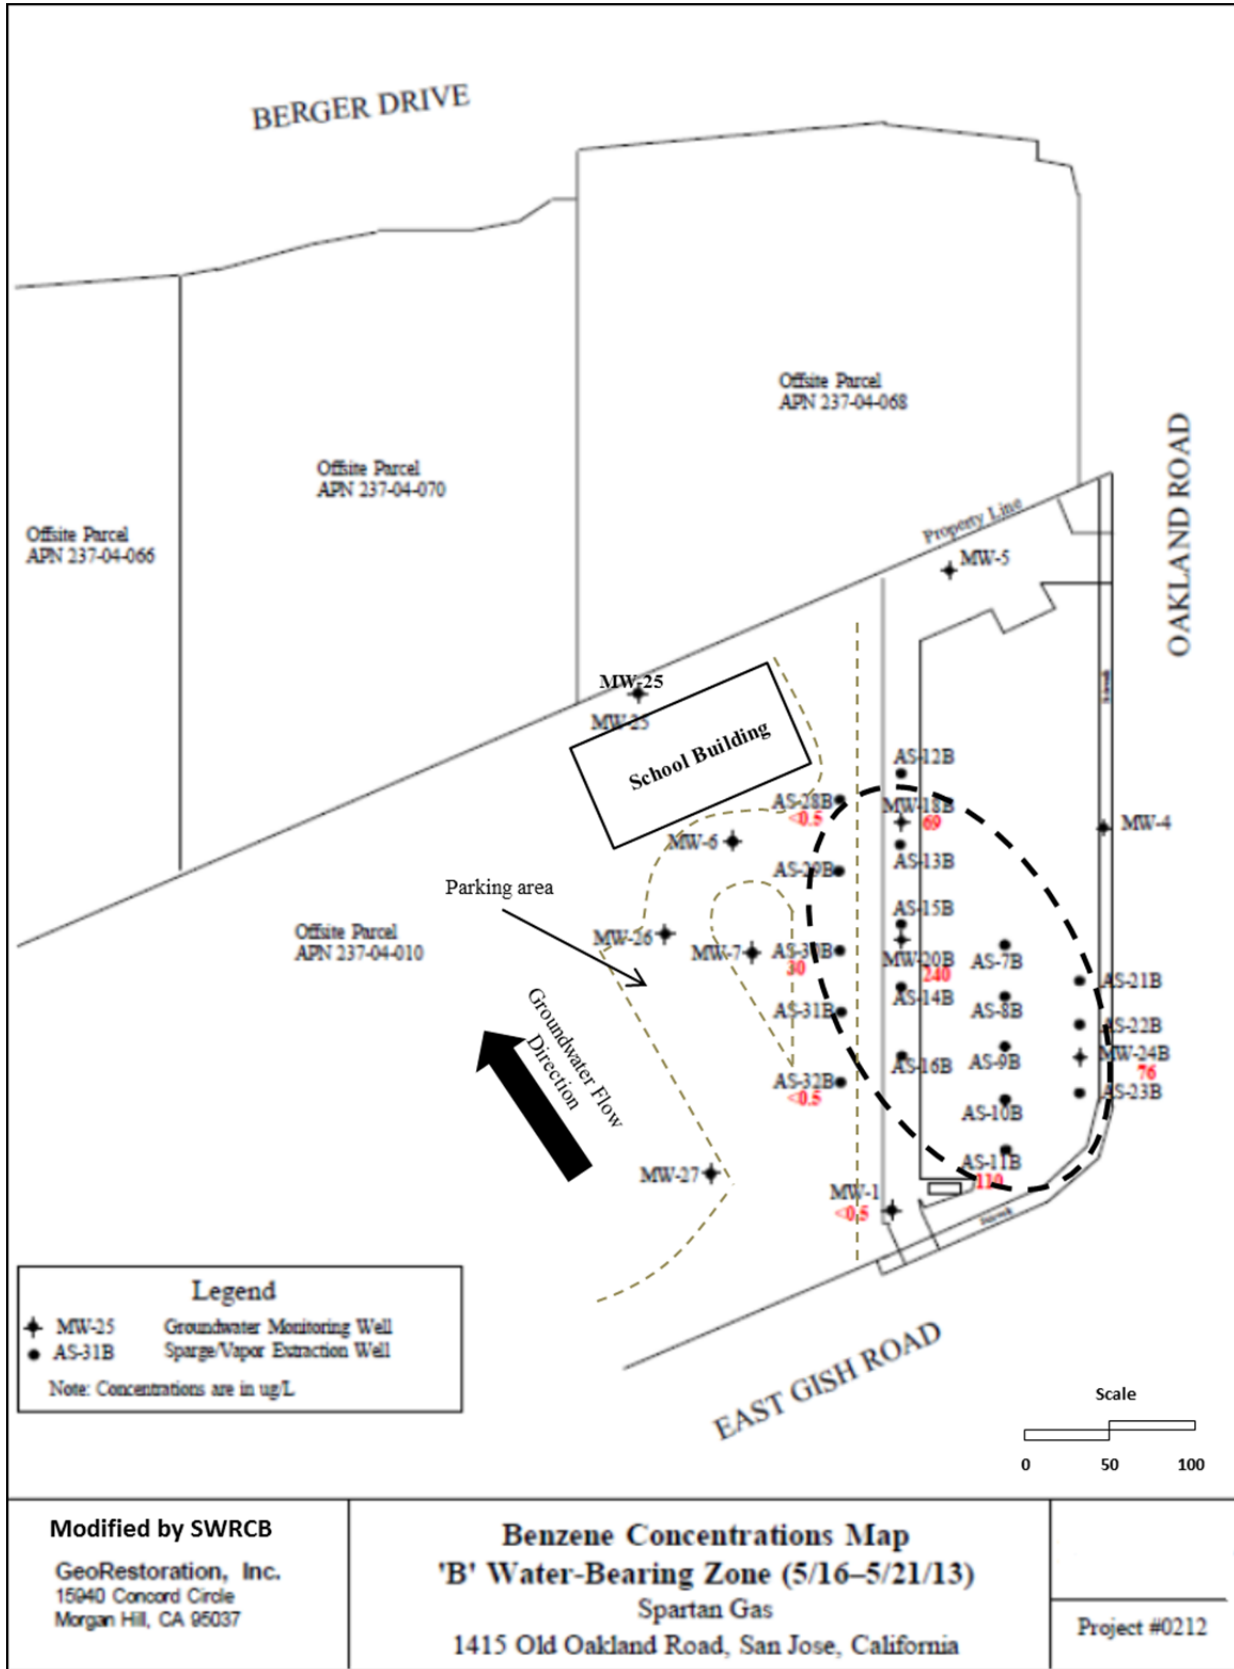 BERGER DRIVE
Offsite Parcel
APN 237-04-068
Offsite Parcel
APN 237-04-070
Offsite Parcel
APN 237-04-066
OAKLAND ROAD
Property Line
MW-5
MW-25
MW-25
School Building
AS-12B
AS-28B
<0.5
MW-18B
69
MW-4
MW-6
AS-13B
AS-29B
Parking area
AS-15B
Offsite Parcel
APN 237-04-010
MW-26
MW-7
AS-30B
30
MW-20B
240
AS-7B
AS-21B
AS-14B
AS-8B
AS-31B
AS-22B
Groundwater Flow
Direction
AS-16B
AS-9B
MW-24B
76
AS-32B
<0.5
AS-23B
AS-10B
AS-11B
110
MW-27
MW-1
<0.5
Legend
MW-25 Groundwater Monitoring Well
AS-31B Sparge/Vapor Extraction Well
Note: Concentrations are in ug/L
EAST GISH ROAD
Scale
0 50 100
Modified by SWRCB
GeoRestoration, Inc.
15940 Concord Circle
Morgan Hill, CA 95037
Benzene Concentrations Map
'B' Water-Bearing Zone (5/16–5/21/13)
Spartan Gas
1415 Old Oakland Road, San Jose, California
Project #0212